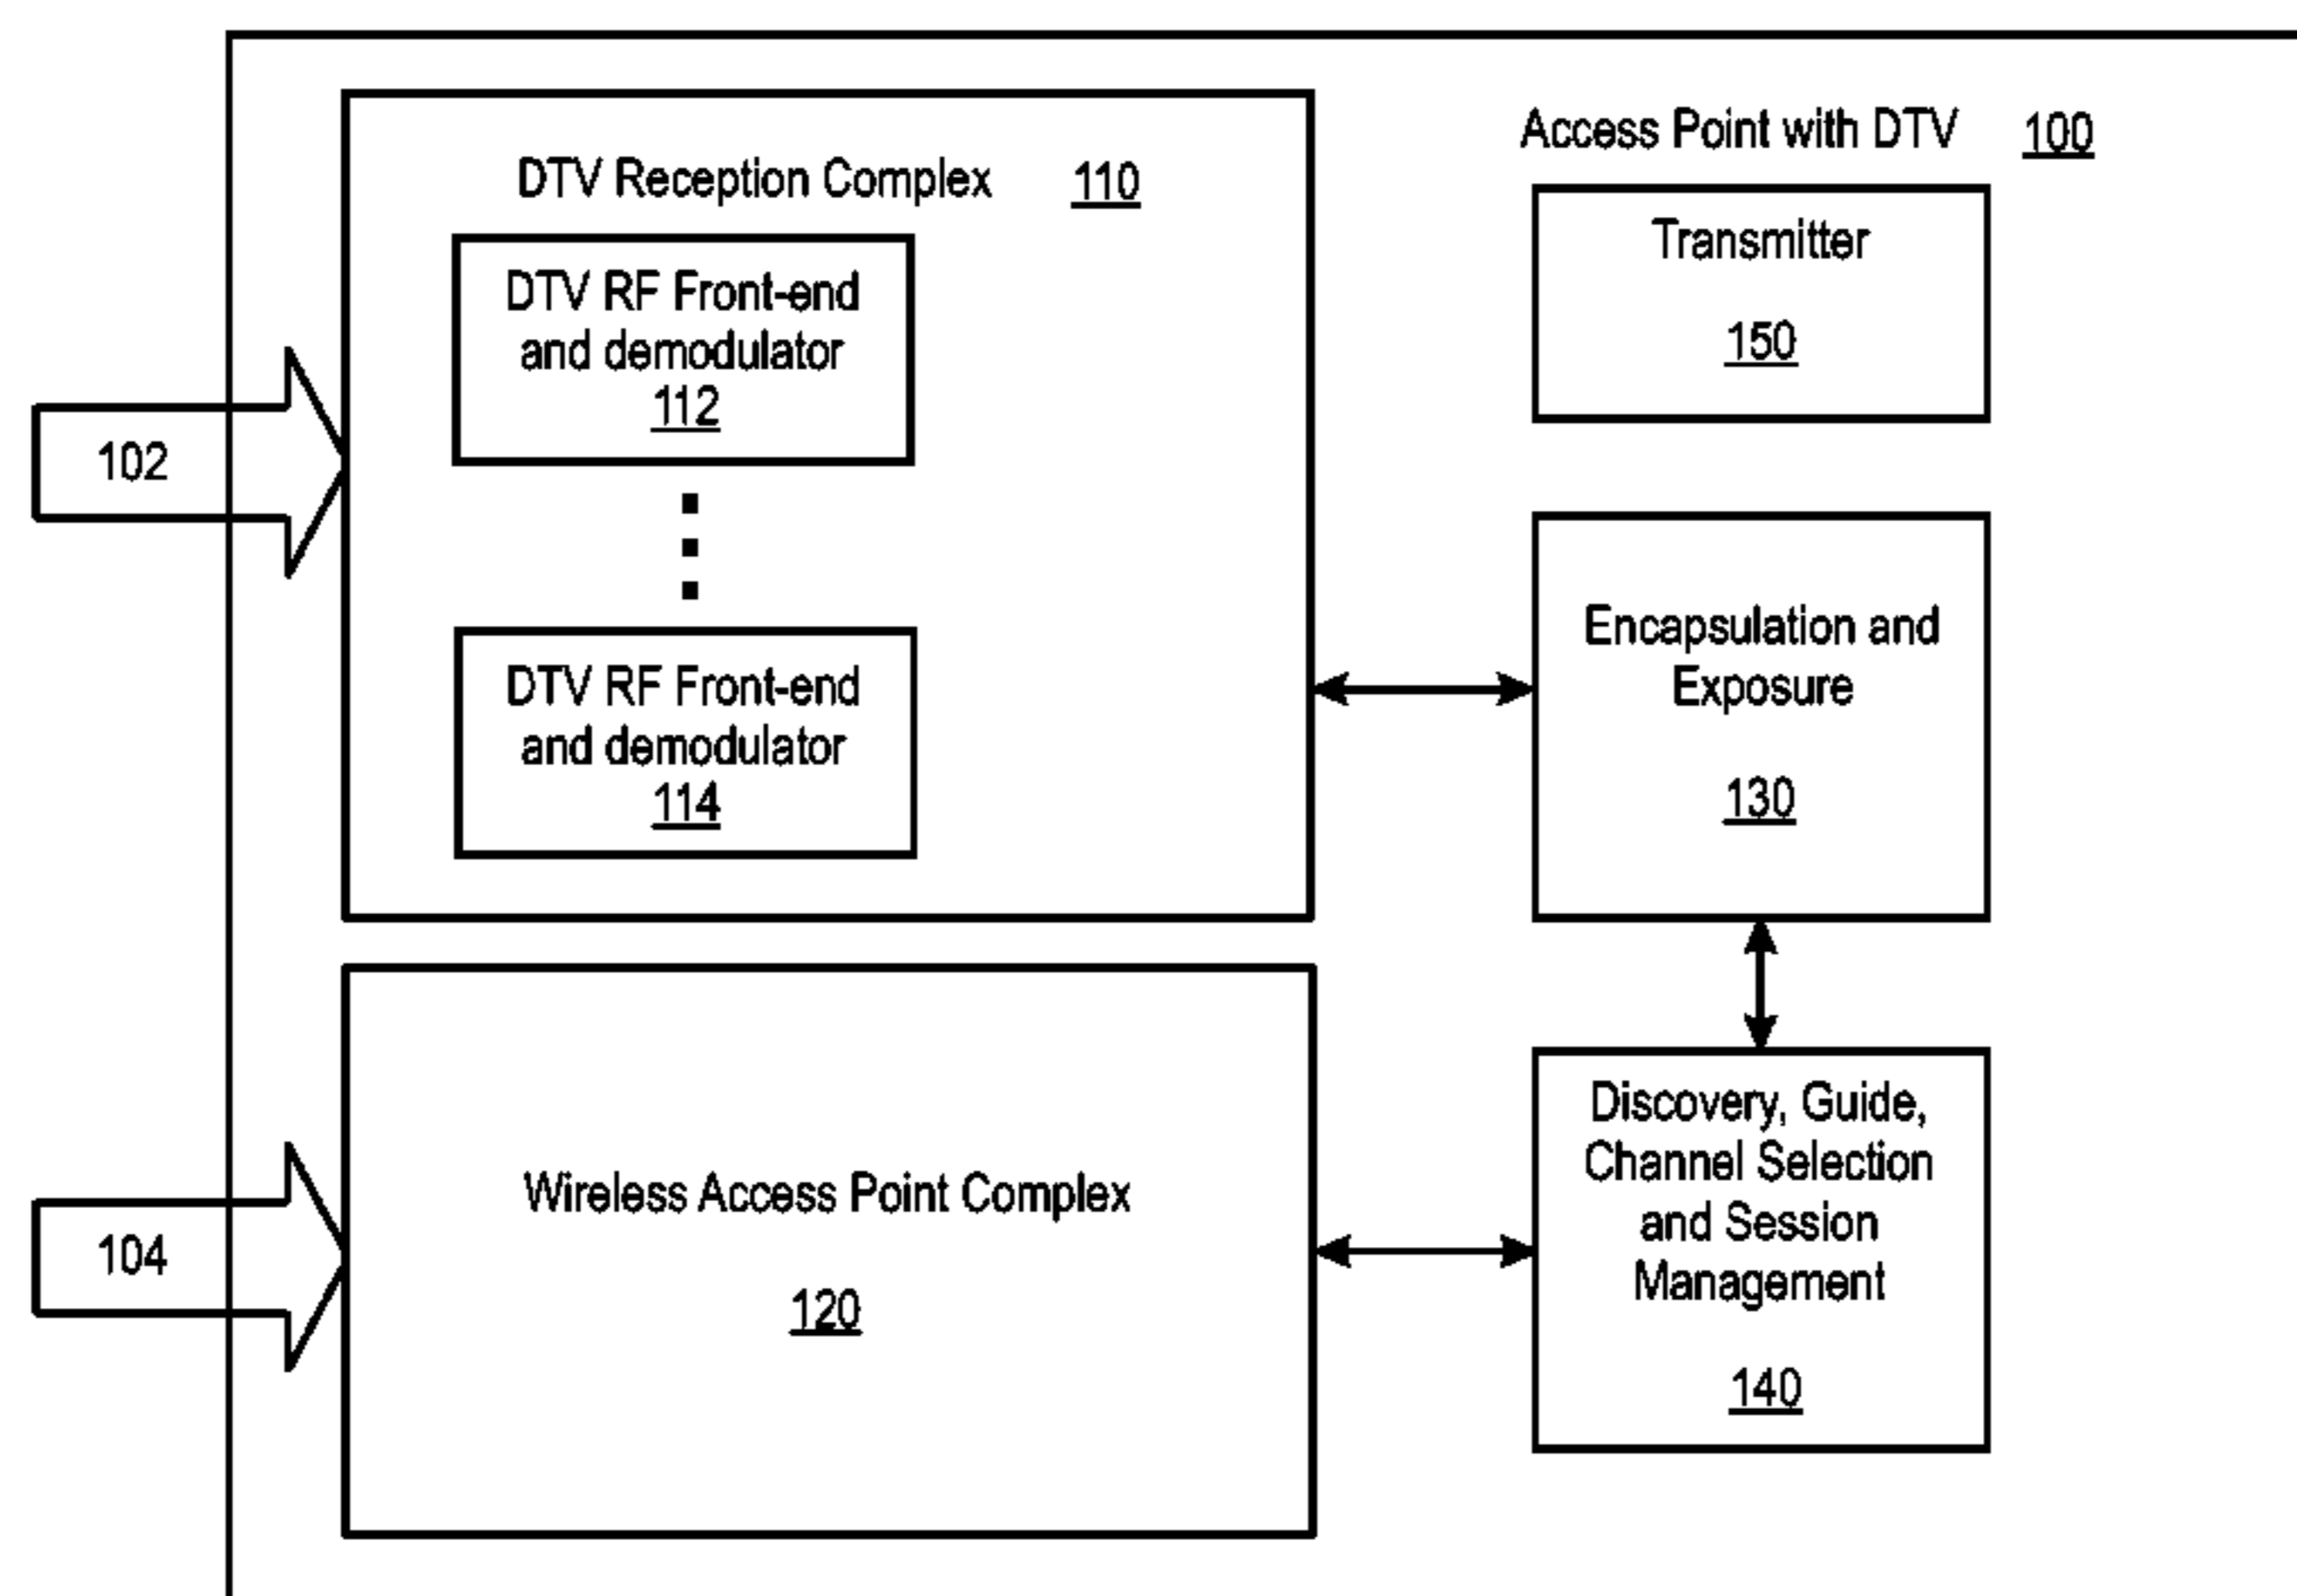 Access Point with DTV 100
DTV Reception Complex 110
DTV RF Front-end
and demodulator
112
DTV RF Front-end
and demodulator
114
102
Transmitter
150
Encapsulation and
Exposure
130
Wireless Access Point Complex
120
104
Discovery, Guide,
Channel Selection
and Session
Management
140